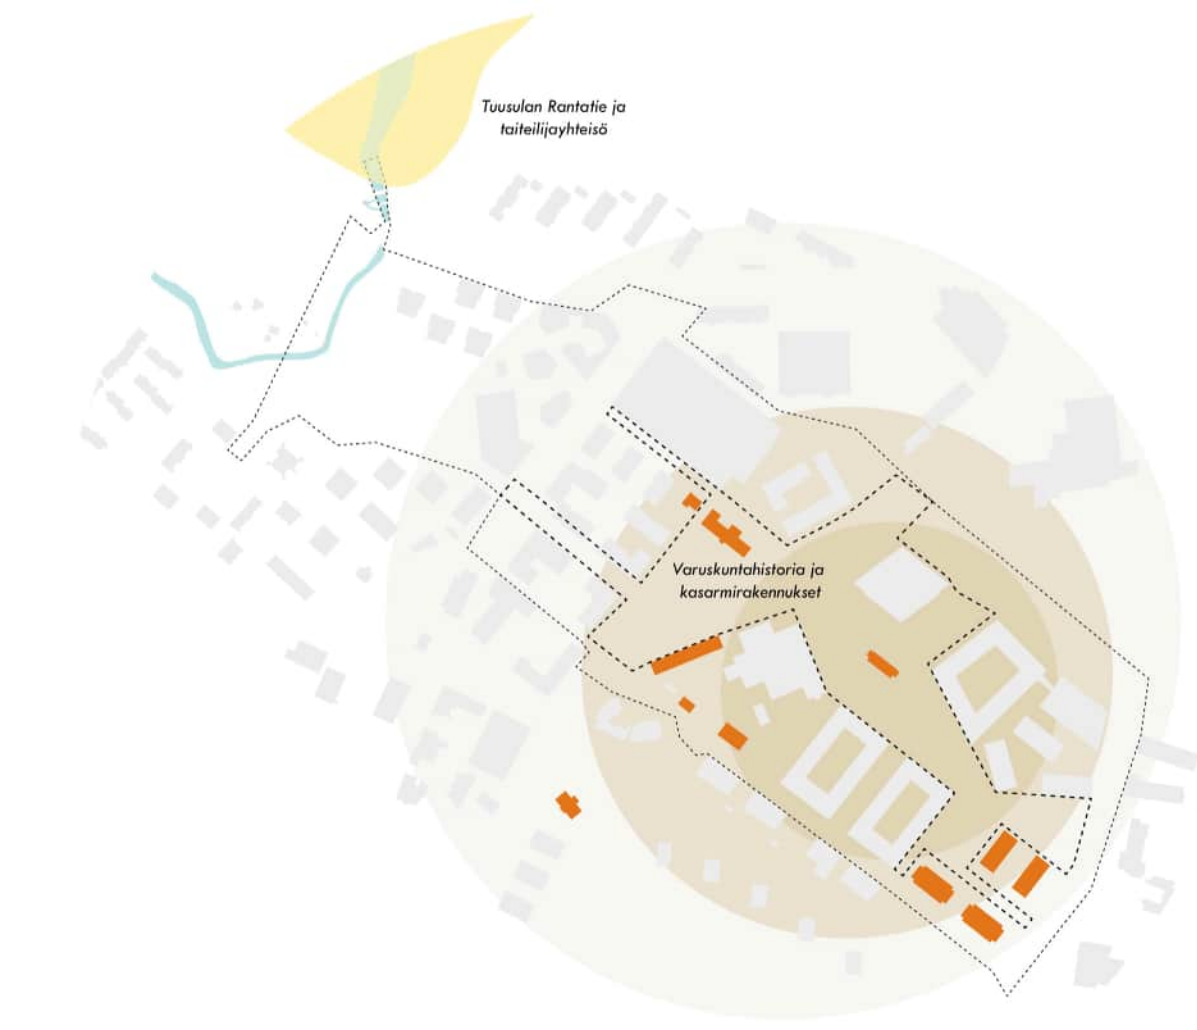 Tuusulan Rantatie ja
taiteilijayhteisö
Varuskuntahistoria ja
kasarmirakennukset